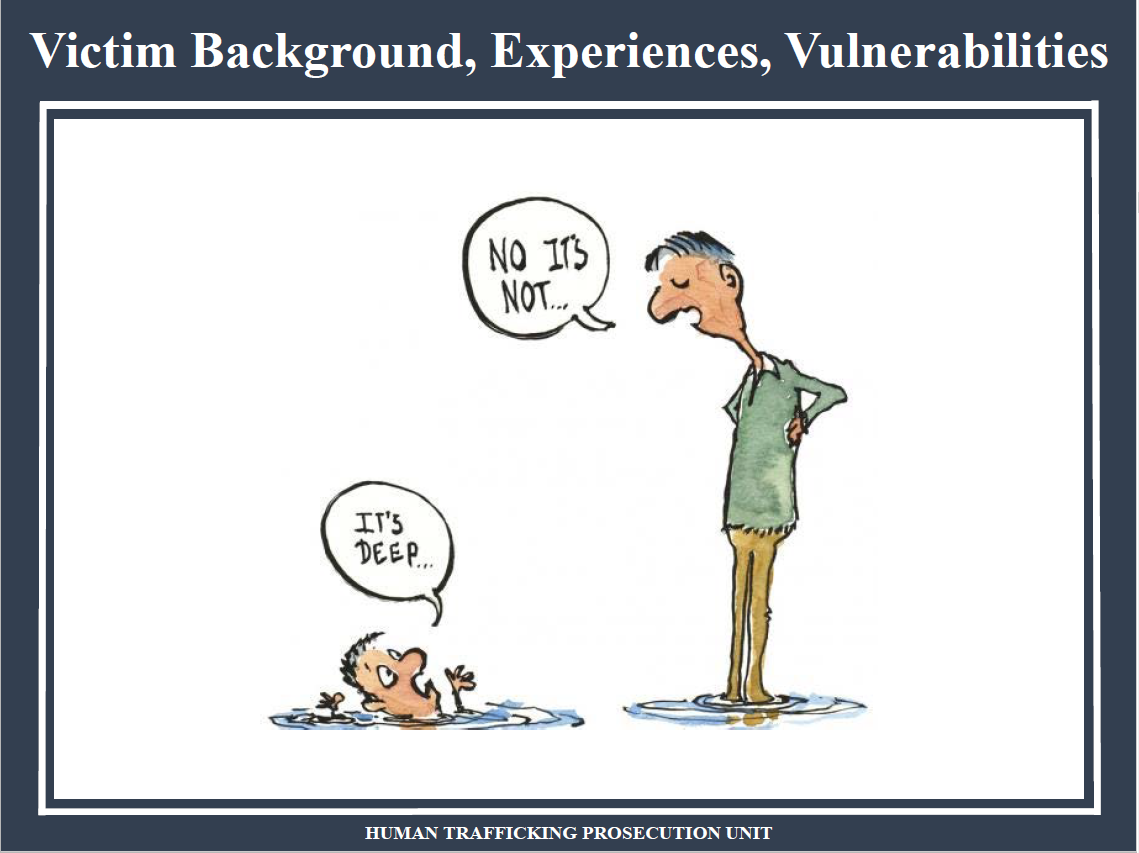 Victim Background, Experiences, Vulnerabilities
NO IT'S
NOT...
IT'S
DEEP...
HUMAN TRAFFICKING PROSECUTION UNIT